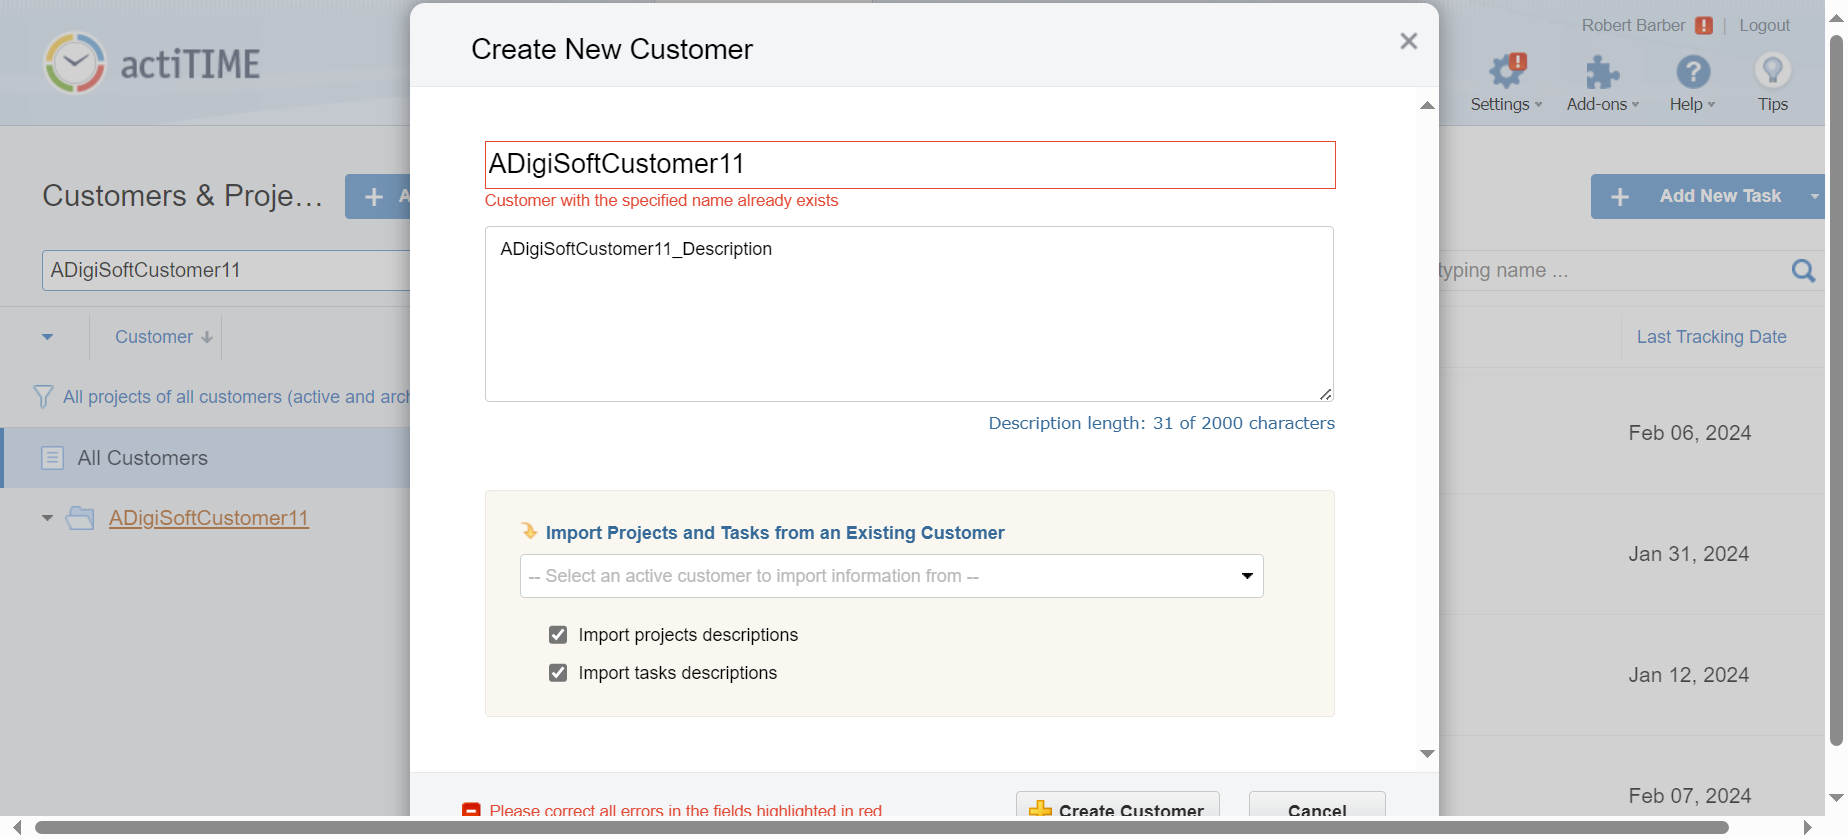 Create New Customer
Robert Barber
Logout
actiTIME
Settings
Add-ons
Help
Tips
ADigiSoftCustomer11
Customer with the specified name already exists
Customers & Proje...
+ A
+ Add New Task
ADigiSoftCustomer11_Description
ADigiSoftCustomer11
typing name ...
Customer
Last Tracking Date
All projects of all customers (active and arch
Description length: 31 of 2000 characters
Feb 06, 2024
All Customers
ADigiSoftCustomer11
Import Projects and Tasks from an Existing Customer
-- Select an active customer to import information from --
Jan 31, 2024
Import projects descriptions
Import tasks descriptions
Jan 12, 2024
Feb 07, 2024
Please correct all errors in the fields highlighted in red
Create Customer
Cancel